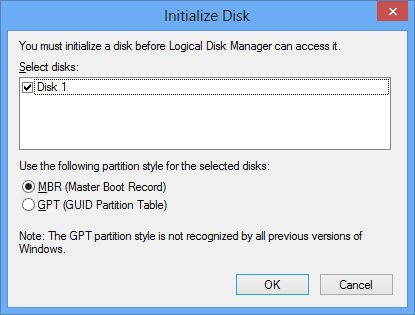 Initialize Disk
You must initialize a disk before Logical Disk Manager can access it.
Select disks:
Disk 1
Use the following partition style for the selected disks:
MBR (Master Boot Record)
GPT (GUID Partition Table)
Note: The GPT partition style is not recognized by all previous versions of
Windows.
OK Cancel